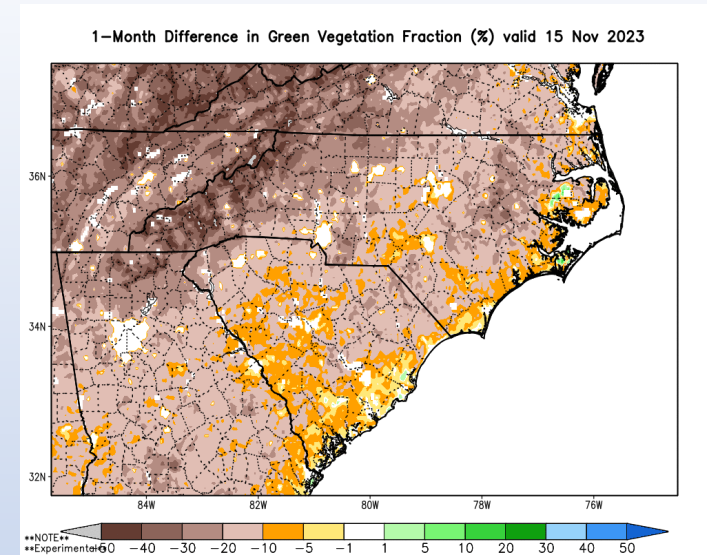 1-Month Difference in Green Vegetation Fraction (%) valid 15 Nov 2023
36N
34N
32N
84W 82W 80W 78W 76W
**NOTE**
**Experimental**
-50 -40 -30 -20 -10 -5 -1 1 5 10 20 30 40 50